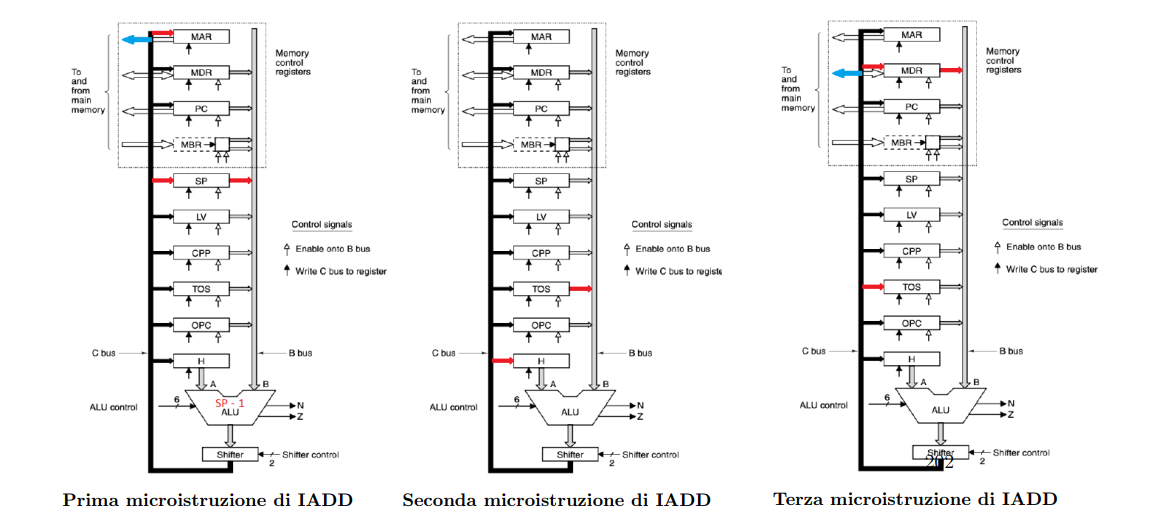 MAR
MDR
PC
MBR
To
and
from
main
memory
Memory
control
registers
SP
LV
CPP
TOS
OPC
H
Control signals
Enable onto B bus
Write C bus to register
C bus
B bus
A
B
6
ALU control
SP - 1
ALU
N
Z
Shifter
Shifter control
2
Prima microistruzione di IADD
MAR
MDR
PC
MBR
To
and
from
main
memory
Memory
control
registers
SP
LV
CPP
TOS
OPC
H
Control signals
Enable onto B bus
Write C bus to registe
C bus
B bus
A
B
6
ALU control
ALU
N
Z
Shifter
Shifter control
2
Seconda microistruzione di IADD
MAR
MDR
PC
MBR
To
and
from
main
memory
Memory
control
registers
SP
LV
CPP
TOS
OPC
H
Control signals
Enable onto B bus
Write C bus to register
C bus
B bus
A
B
6
ALU control
ALU
N
Z
Shifter
Shifter control
2
202
Terza microistruzione di IADD